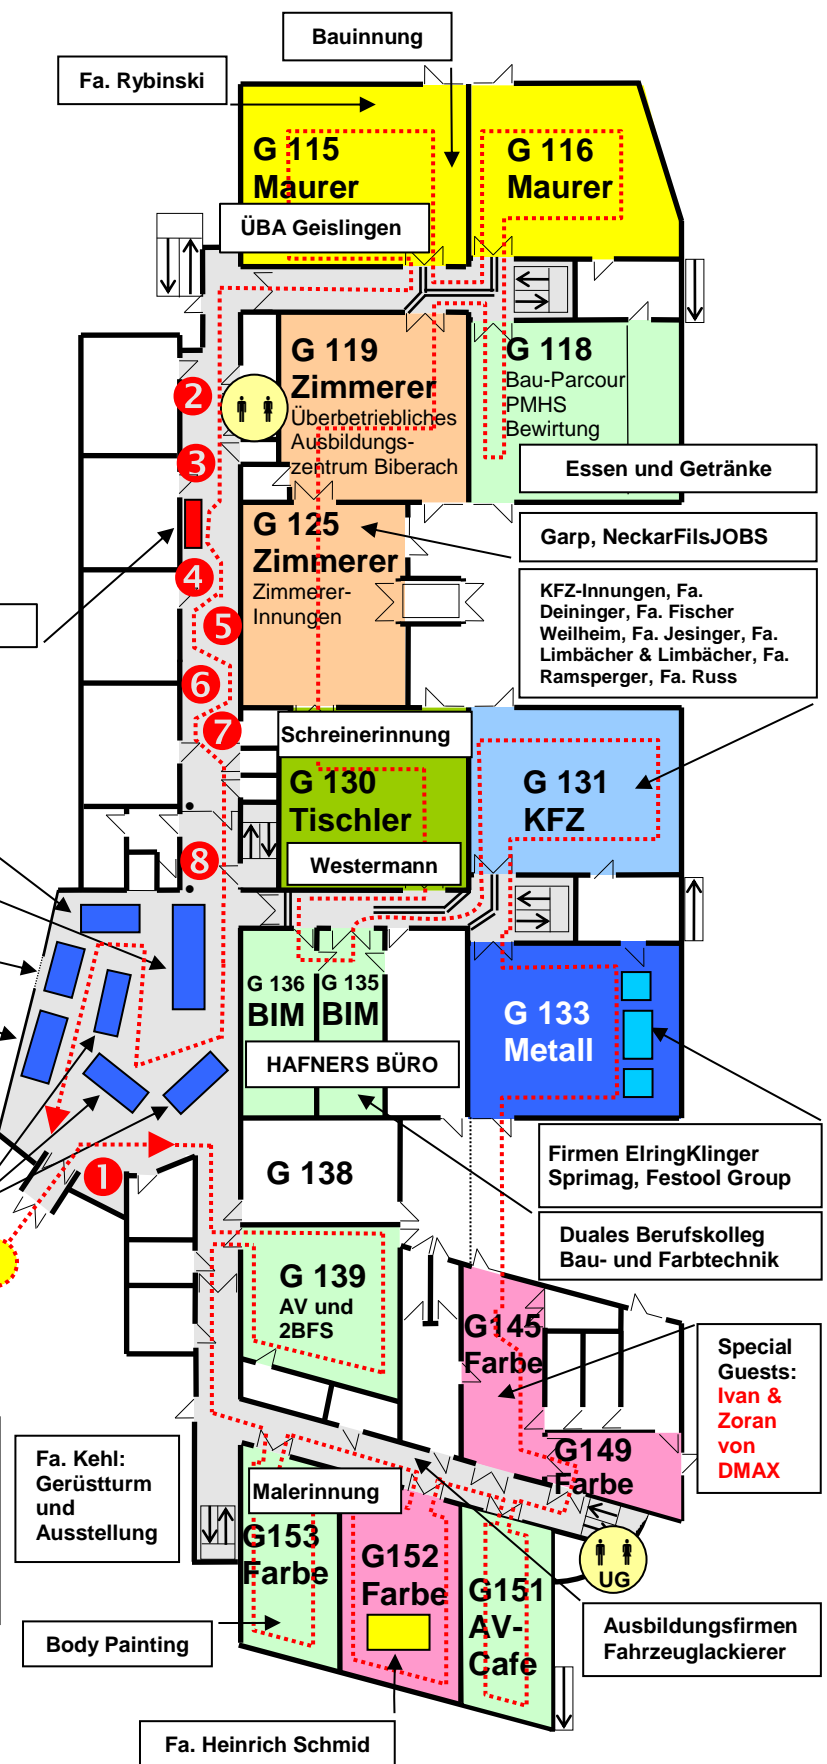 Bauinnung
Fa. Rybinski
G 115
Maurer
G 116
Maurer
ÜBA Geislingen
G 119
Zimmerer
Überbetriebliches
Ausbildungs-
zentrum Biberach
G 118
Bau-Parcour
PMHS
Bewirtung
2
3
Essen und Getränke
G 125
Zimmerer
Zimmerer-
Innungen
Garp, NeckarFilsJOBS
4
5
6
7
KFZ-Innungen, Fa.
Deininger, Fa. Fischer
Weilheim, Fa. Jesinger, Fa.
Limbächer & Limbächer, Fa.
Ramsperger, Fa. Russ
Schreinerinnung
G 130
Tischler
G 131
KFZ
Westermann
8
G 136
BIM
G 135
BIM
G 133
Metall
HAFNERS BÜRO
Firmen ElringKlinger
Sprimag, Festool Group
1
G 138
Duales Berufskolleg
Bau- und Farbtechnik
G 139
AV und
2BFS
G145
Farbe
Special
Guests:
Ivan &
Zoran
von
DMAX
G149
Farbe
Fa. Kehl:
Gerüstturm
und
Ausstellung
Malerinnung
G153
Farbe
G152
Farbe
G151
AV-
Cafe
UG
Body Painting
Ausbildungsfirmen
Fahrzeuglackierer
Fa. Heinrich Schmid